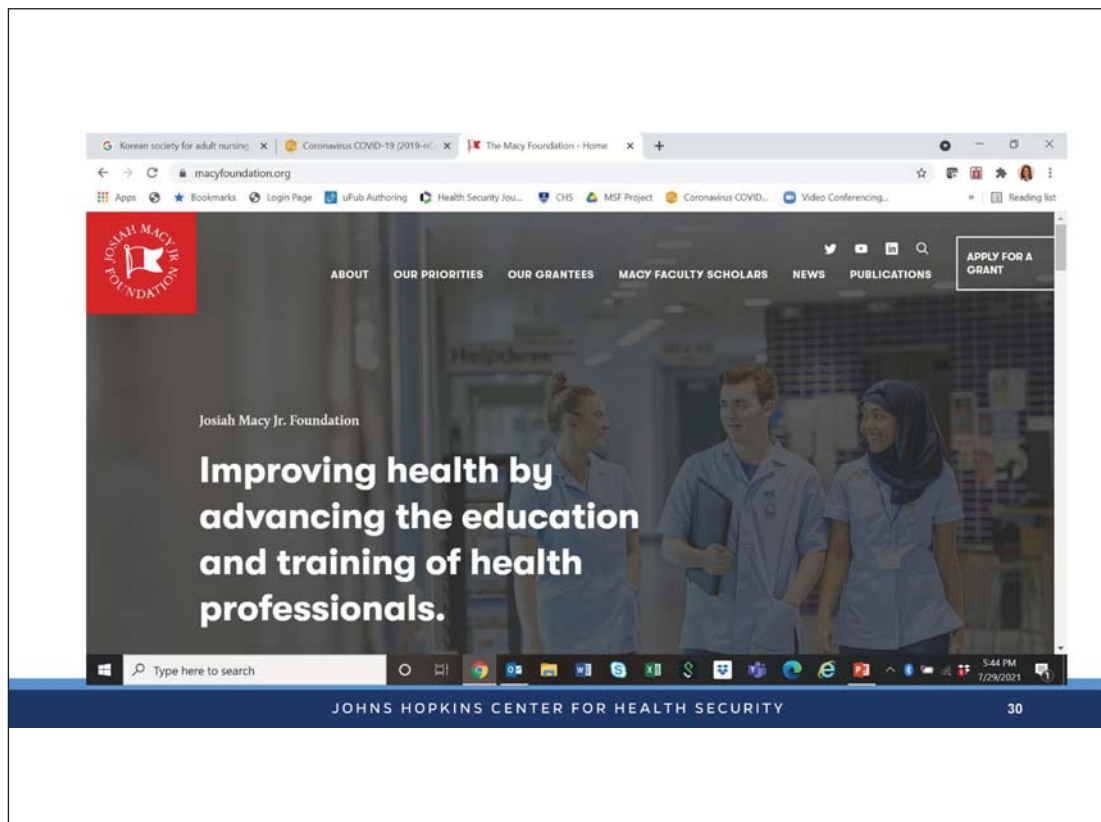 Korean society for adult nursing
Coronavirus COVID-19 (2019-nC
The Macy Foundation - Home
macyfoundation.org
Apps Bookmarks Login Page uPub Authoring Health Security Jou... CHS MSF Project Coronavirus COVID... Video Conferencing... » Reading list
JOSIAH MACY JR FOUNDATION
ABOUT OUR PRIORITIES OUR GRANTEES MACY FACULTY SCHOLARS NEWS PUBLICATIONS
APPLY FOR A
GRANT
Josiah Macy Jr. Foundation
Improving health by
advancing the education
and training of health
professionals.
Type here to search
5:44 PM
7/29/2021
JOHNS HOPKINS CENTER FOR HEALTH SECURITY 30